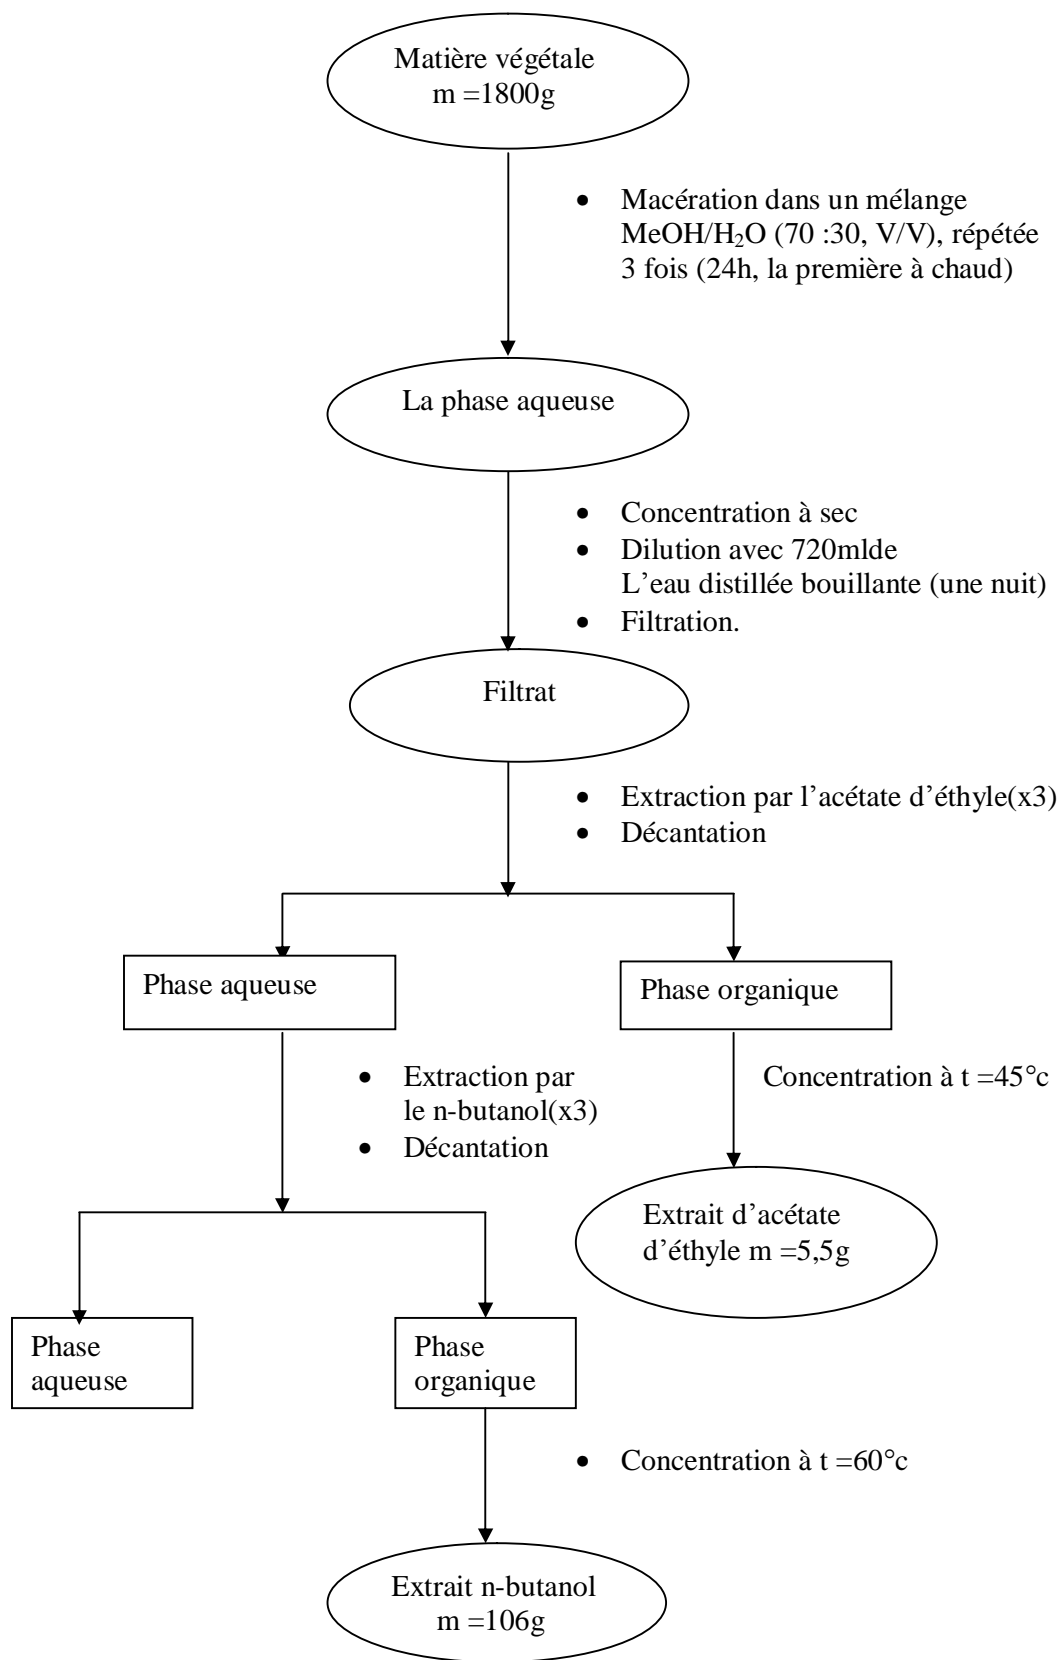 Matière végétale
m =1800g
• Macération dans un mélange
MeOH/H₂O (70 :30, V/V), répétée
3 fois (24h, la première à chaud)
La phase aqueuse
• Concentration à sec
• Dilution avec 720mlde
L’eau distillée bouillante (une nuit)
• Filtration.
Filtrat
• Extraction par l’acétate d’éthyle(x3)
• Décantation
Phase aqueuse
Phase organique
• Extraction par
le n-butanol(x3)
• Décantation
Concentration à t =45°c
Extrait d’acétate
d’éthyle m =5,5g
Phase
aqueuse
Phase
organique
• Concentration à t =60°c
Extrait n-butanol
m =106g